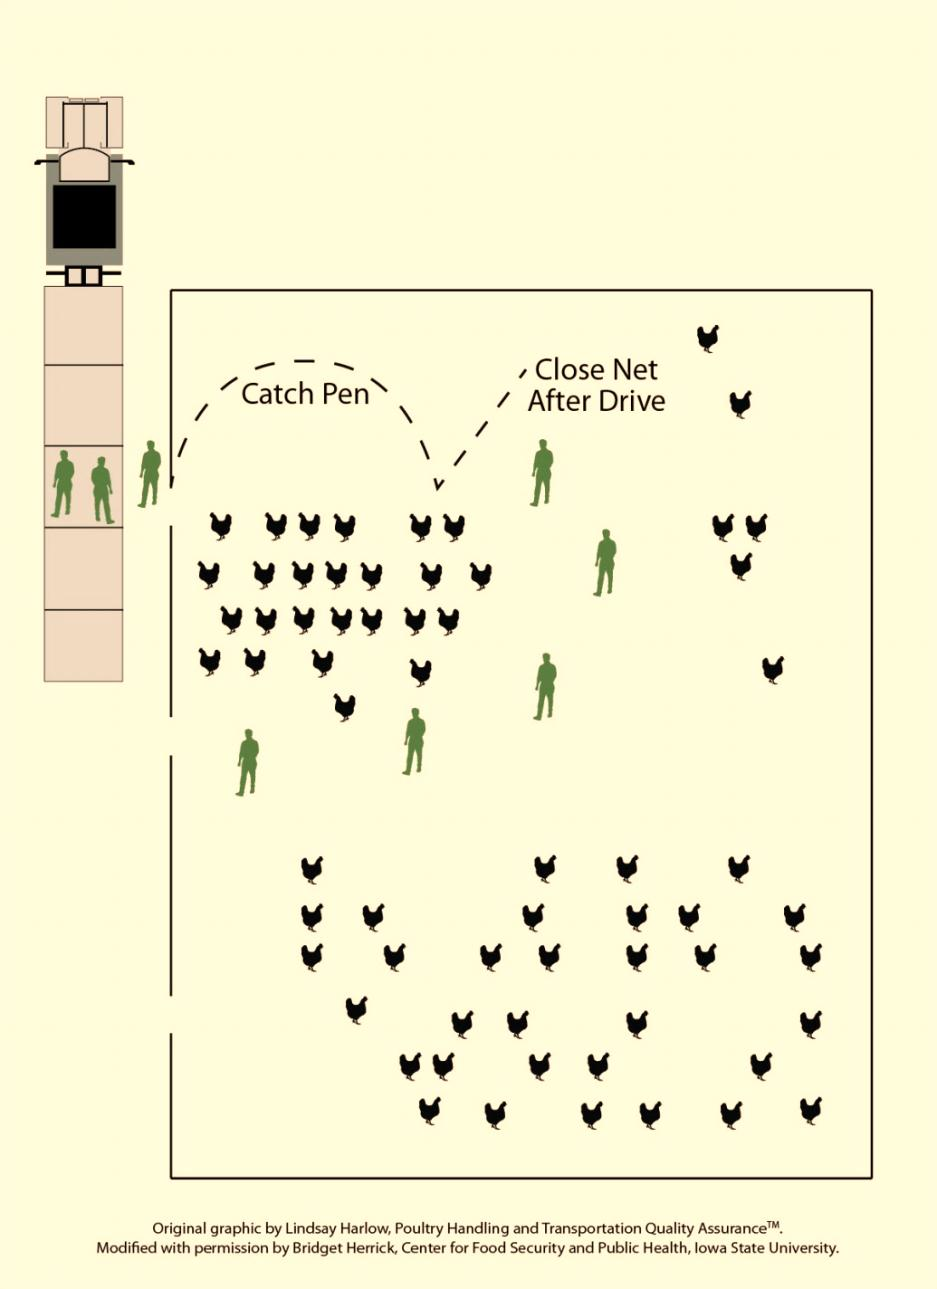 Close Net
After Drive
Catch Pen
Original graphic by Lindsay Harlow, Poultry Handling and Transportation Quality Assurance™.
Modified with permission by Bridget Herrick, Center for Food Security and Public Health, Iowa State University.